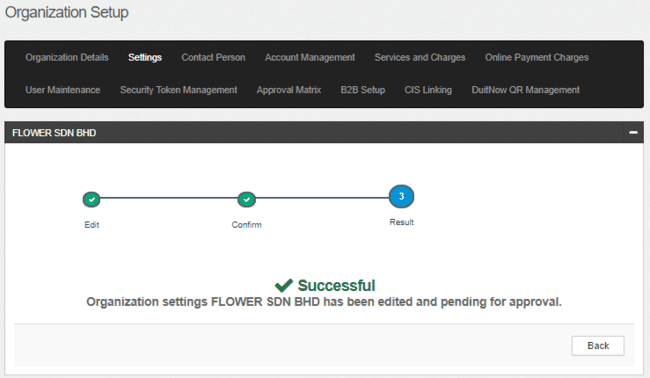 Organization Setup
Organization Details Settings Contact Person Account Management Services and Charges Online Payment Charges
User Maintenance Security Token Management Approval Matrix B2B Setup CIS Linking DuitNow QR Management
FLOWER SDN BHD
3
Edit Confirm Result
Successful
Organization settings FLOWER SDN BHD has been edited and pending for approval.
Back